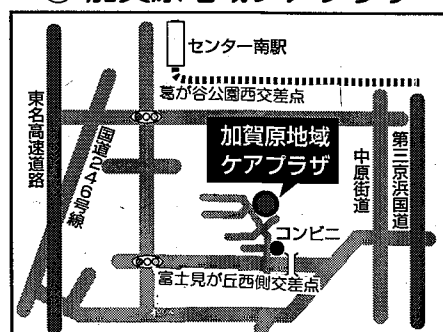 センター南駅
葛が谷公園西交差点
東名高速道路
国道246号線
加賀原地域
ケアプラザ
中原街道
第三京浜国道
コンビニ
富士見が丘西側交差点